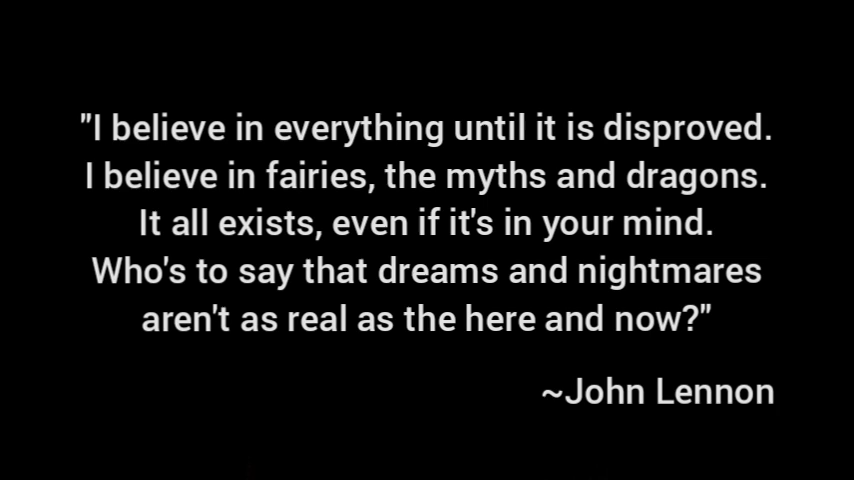 "I believe in everything until it is disproved.
I believe in fairies, the myths and dragons.
It all exists, even if it's in your mind.
Who's to say that dreams and nightmares
aren't as real as the here and now?"
~John Lennon